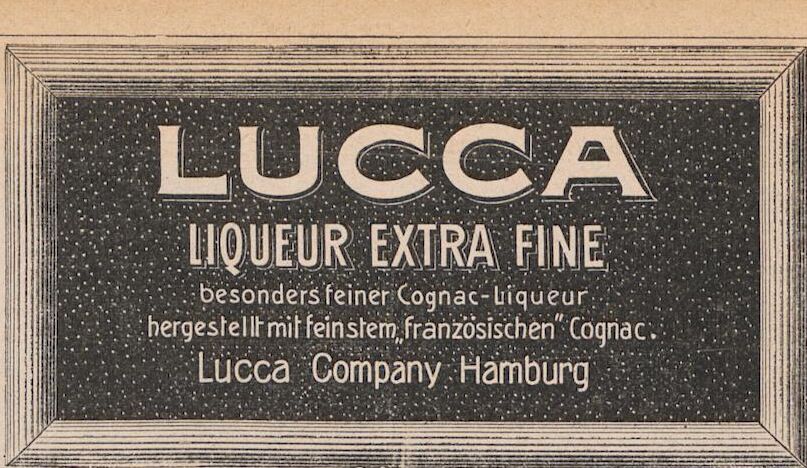 LUCCA
LIQUEUR EXTRA FINE
besonders feiner Cognac-Liqueur
hergestellt mit feinstem „französischen“ Cognac.
Lucca Company Hamburg